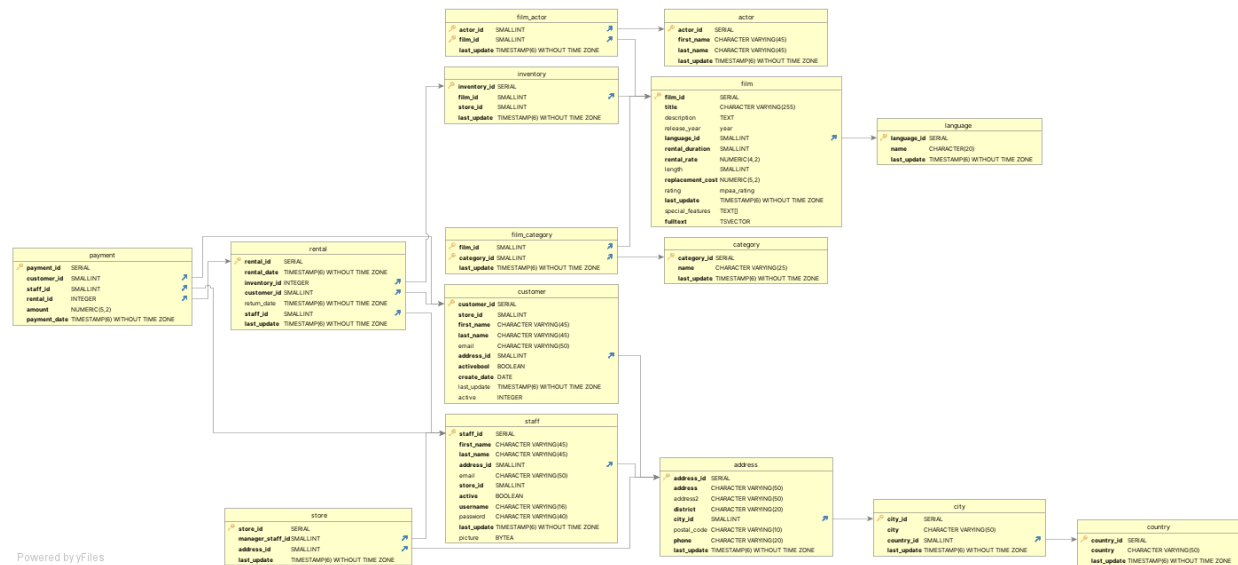 film_actor
actor_id SMALLINT
film_id SMALLINT
last_update TIMESTAMP(6) WITHOUT TIME ZONE
actor
actor_id SERIAL
first_name CHARACTER VARYING(45)
last_name CHARACTER VARYING(45)
last_update TIMESTAMP(6) WITHOUT TIME ZONE
inventory
inventory_id SERIAL
film_id SMALLINT
store_id SMALLINT
last_update TIMESTAMP(6) WITHOUT TIME ZONE
film
film_id SERIAL
title CHARACTER VARYING(255)
description TEXT
release_year year
language_id SMALLINT
rental_duration SMALLINT
rental_rate NUMERIC(4,2)
length SMALLINT
replacement_cost NUMERIC(5,2)
rating mpaa_rating
last_update TIMESTAMP(6) WITHOUT TIME ZONE
special_features TEXT[]
fulltext TSVECTOR
language
language_id SERIAL
name CHARACTER(20)
last_update TIMESTAMP(6) WITHOUT TIME ZONE
film_category
film_id SMALLINT
category_id SMALLINT
last_update TIMESTAMP(6) WITHOUT TIME ZONE
category
category_id SERIAL
name CHARACTER VARYING(25)
last_update TIMESTAMP(6) WITHOUT TIME ZONE
payment
payment_id SERIAL
customer_id SMALLINT
staff_id SMALLINT
rental_id INTEGER
amount NUMERIC(5,2)
payment_date TIMESTAMP(6) WITHOUT TIME ZONE
rental
rental_id SERIAL
rental_date TIMESTAMP(6) WITHOUT TIME ZONE
inventory_id INTEGER
customer_id SMALLINT
return_date TIMESTAMP(6) WITHOUT TIME ZONE
staff_id SMALLINT
last_update TIMESTAMP(6) WITHOUT TIME ZONE
customer
customer_id SERIAL
store_id SMALLINT
first_name CHARACTER VARYING(45)
last_name CHARACTER VARYING(45)
email CHARACTER VARYING(50)
address_id SMALLINT
activebool BOOLEAN
create_date DATE
last_update TIMESTAMP(6) WITHOUT TIME ZONE
active INTEGER
staff
staff_id SERIAL
first_name CHARACTER VARYING(45)
last_name CHARACTER VARYING(45)
address_id SMALLINT
email CHARACTER VARYING(50)
store_id SMALLINT
active BOOLEAN
username CHARACTER VARYING(16)
password CHARACTER VARYING(40)
last_update TIMESTAMP(6) WITHOUT TIME ZONE
picture BYTEA
address
address_id SERIAL
address CHARACTER VARYING(50)
address2 CHARACTER VARYING(50)
district CHARACTER VARYING(20)
city_id SMALLINT
postal_code CHARACTER VARYING(10)
phone CHARACTER VARYING(20)
last_update TIMESTAMP(6) WITHOUT TIME ZONE
store
store_id SERIAL
manager_staff_id SMALLINT
address_id SMALLINT
last_update TIMESTAMP(6) WITHOUT TIME ZONE
city
city_id SERIAL
city CHARACTER VARYING(50)
country_id SMALLINT
last_update TIMESTAMP(6) WITHOUT TIME ZONE
country
country_id SERIAL
country CHARACTER VARYING(50)
last_update TIMESTAMP(6) WITHOUT TIME ZONE
Powered by yFiles